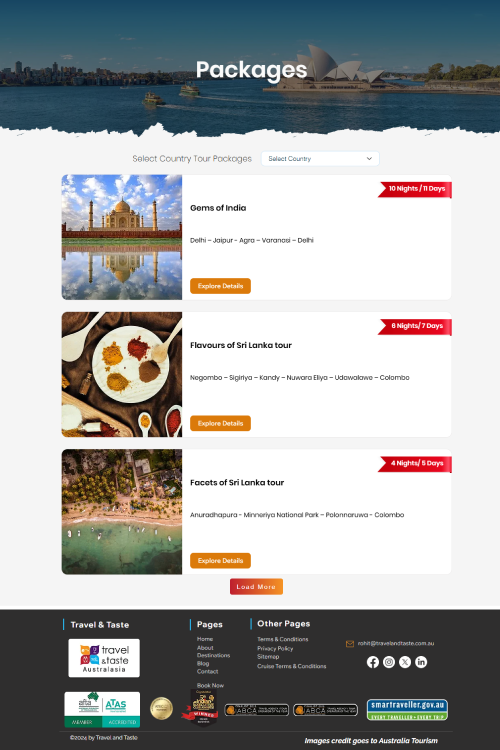 Packages
Select Country Tour Packages
Select Country
10 Nights / 11 Days
Gems of India
Delhi – Jaipur - Agra – Varanasi – Delhi
Explore Details
6 Nights/ 7 Days
Flavours of Sri Lanka tour
Negombo – Sigiriya – Kandy – Nuwara Eliya – Udawalawe – Colombo
Explore Details
4 Nights/ 5 Days
Facets of Sri Lanka tour
Anuradhapura - Minneriya National Park – Polonnaruwa - Colombo
Explore Details
Load More
Travel & Taste
travel
&taste
Australasia
Pages
Home
About
Destinations
Blog
Contact
Book Now
Other Pages
Terms & Conditions
Privacy Policy
Sitemap
Cruise Terms & Conditions
rohit@travelandtaste.com.au
MEMBER
ATAS
ACCREDITED
WINNER
IABCA
IABCA
smartraveller.gov.au
EVERY TRAVELLER • EVERY TRIP
©2024 by Travel and Taste
Images credit goes to Australia Tourism